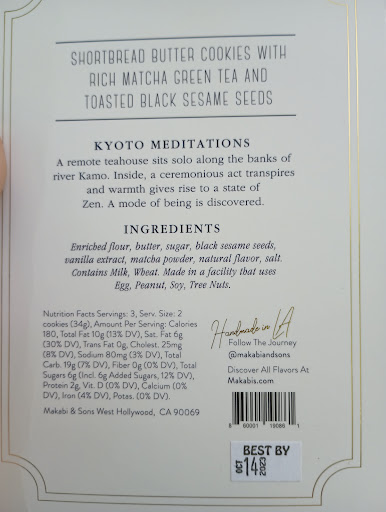 SHORTBREAD BUTTER COOKIES WITH
RICH MATCHA GREEN TEA AND
TOASTED BLACK SESAME SEEDS
KYOTO MEDITATIONS
A remote teahouse sits solo along the banks of
river Kamo. Inside, a ceremonious act transpires
and warmth gives rise to a state of
Zen. A mode of being is discovered.
INGREDIENTS
Enriched flour, butter, sugar, black sesame seeds,
vanilla extract, matcha powder, natural flavor, salt.
Contains Milk, Wheat. Made in a facility that uses
Egg, Peanut, Soy, Tree Nuts.
Nutrition Facts Servings: 3, Serv. Size: 2
cookies (34g), Amount Per Serving: Calories
180, Total Fat 10g (13% DV), Sat. Fat 6g
(30% DV), Trans Fat 0g, Cholest. 25mg
(8% DV), Sodium 80mg (3% DV), Total
Carb. 19g (7% DV), Fiber 0g (0% DV), Total
Sugars 6g (Incl. 6g Added Sugars, 12% DV),
Protein 2g, Vit. D (0% DV), Calcium (0%
DV), Iron (4% DV), Potas. (0% DV).
Makabi & Sons West Hollywood, CA 90069
Handmade in LA
Follow The Journey
@makabiandsons
Discover All Flavors At
Makabis.com
8 60001 19086 1
BEST BY
OCT 14 2023